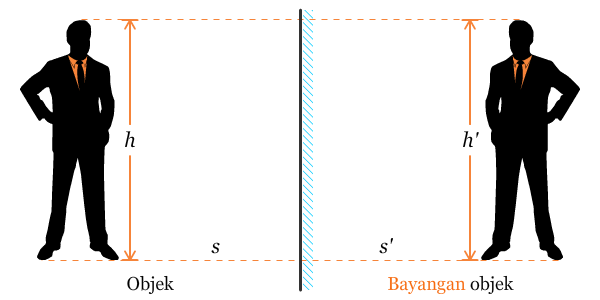 h
h'
s
s'
Objek
Bayangan objek